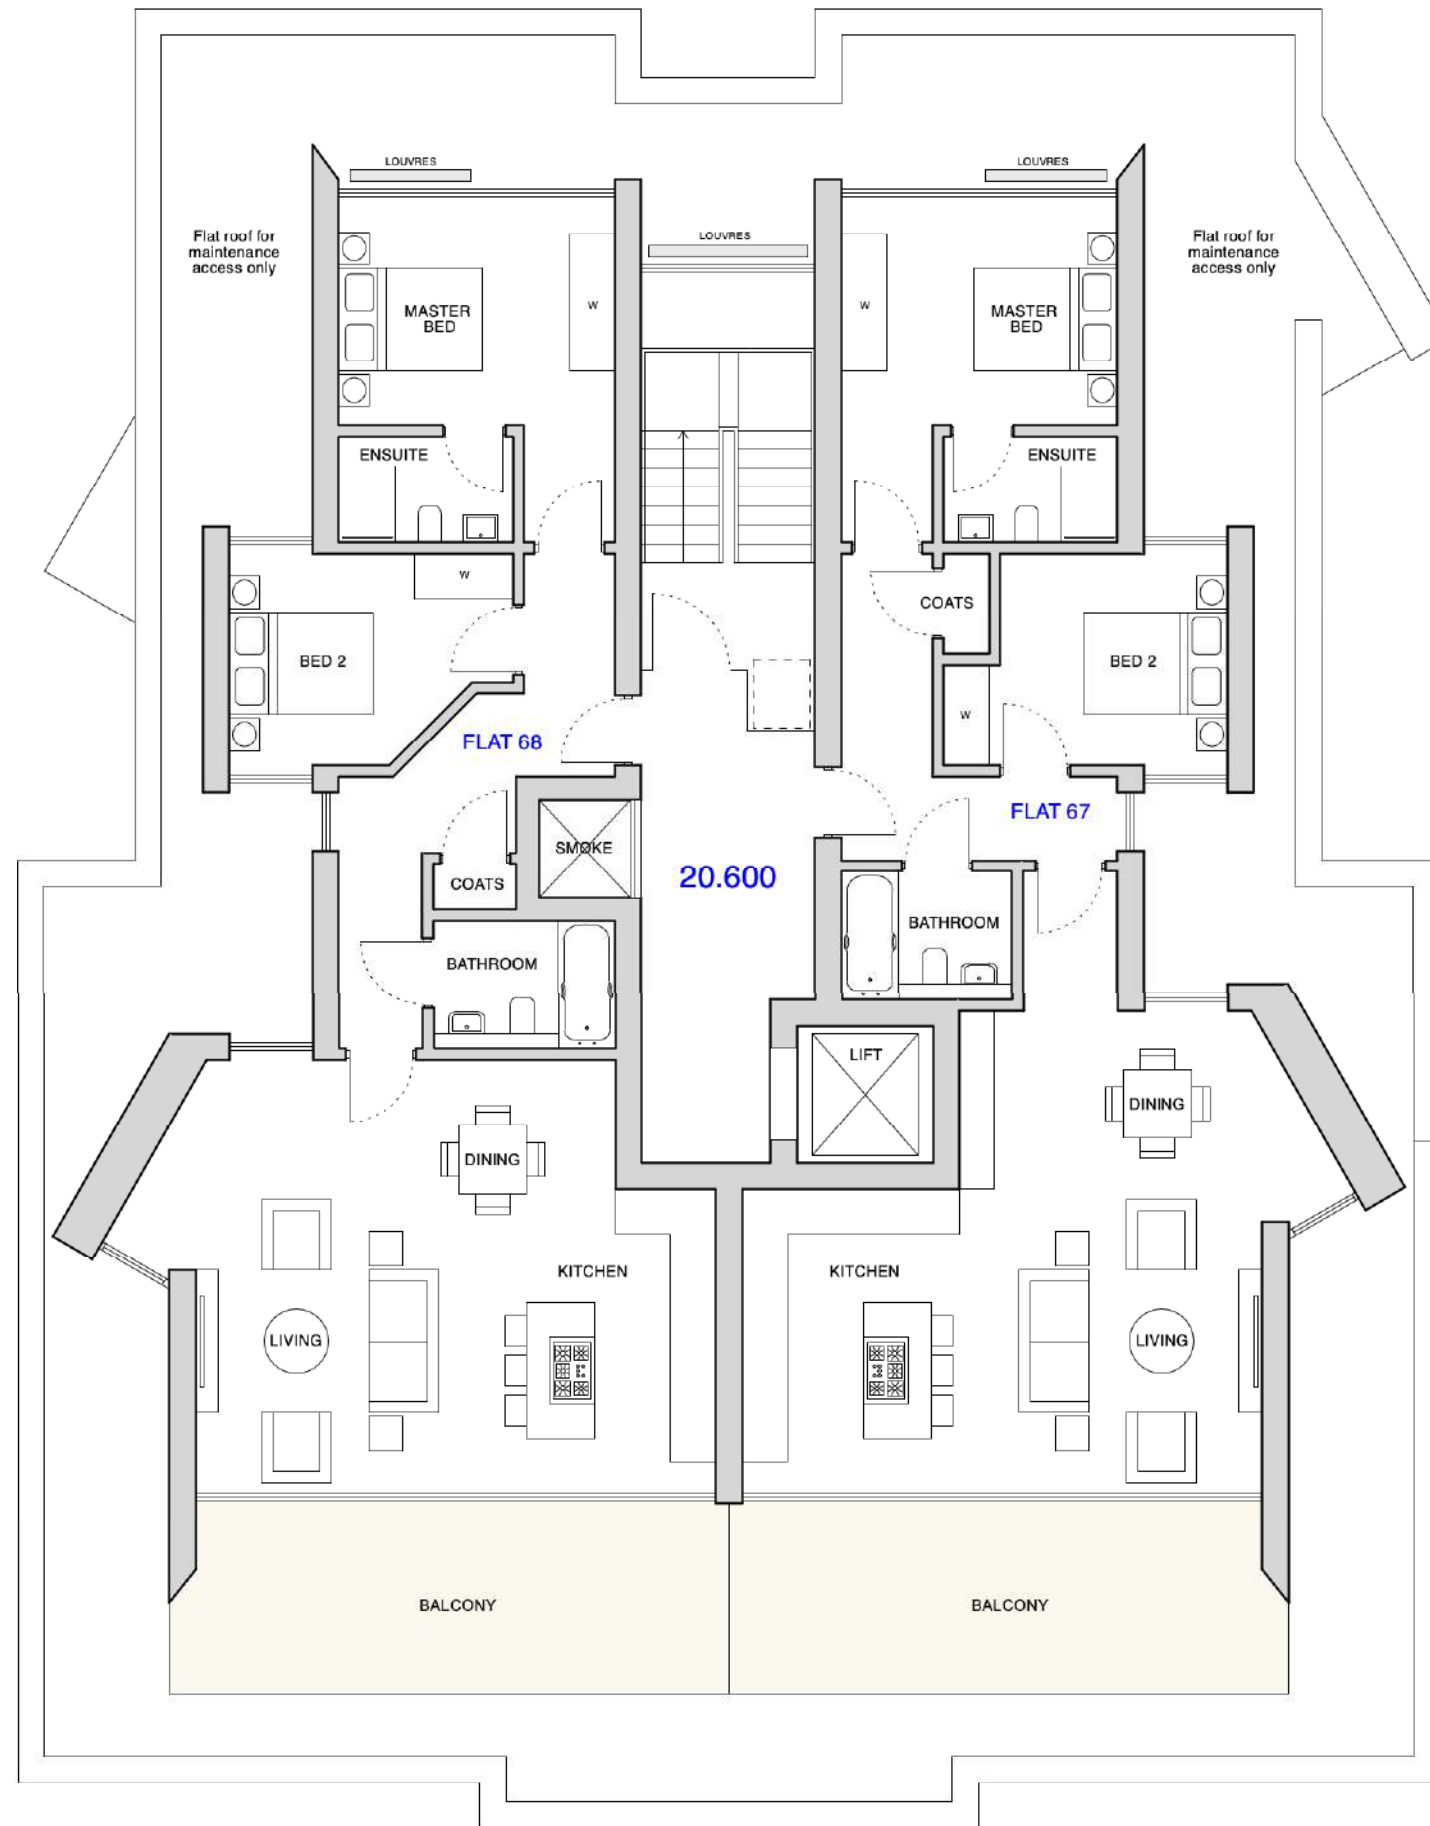 LOUVRES
LOUVRES
Flat roof for
maintenance
access only
LOUVRES
Flat roof for
maintenance
access only
MASTER
BED
W
W
MASTER
BED
ENSUITE
ENSUITE
W
COATS
BED 2
BED 2
W
FLAT 68
FLAT 67
SMOKE
COATS
20.600
BATHROOM
BATHROOM
LIFT
DINING
DINING
KITCHEN
KITCHEN
LIVING
LIVING
BALCONY
BALCONY